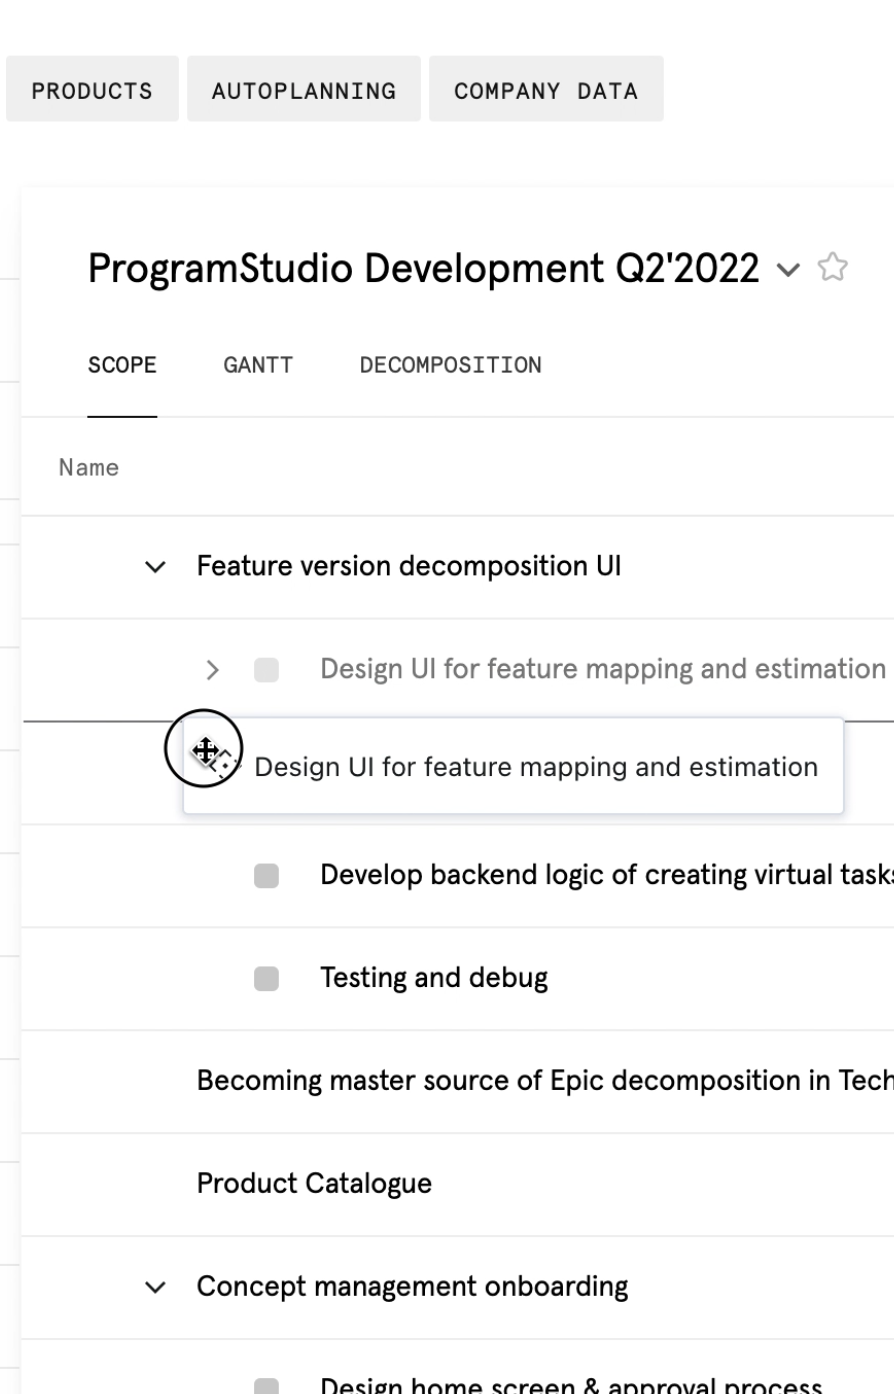 PRODUCTS AUTOPLANNING COMPANY DATA
ProgramStudio Development Q2'2022
SCOPE GANTT DECOMPOSITION
Name
Feature version decomposition UI
Design UI for feature mapping and estimation
Design UI for feature mapping and estimation
Develop backend logic of creating virtual tasks
Testing and debug
Becoming master source of Epic decomposition in Tech
Product Catalogue
Concept management onboarding
Design home screen & approval process